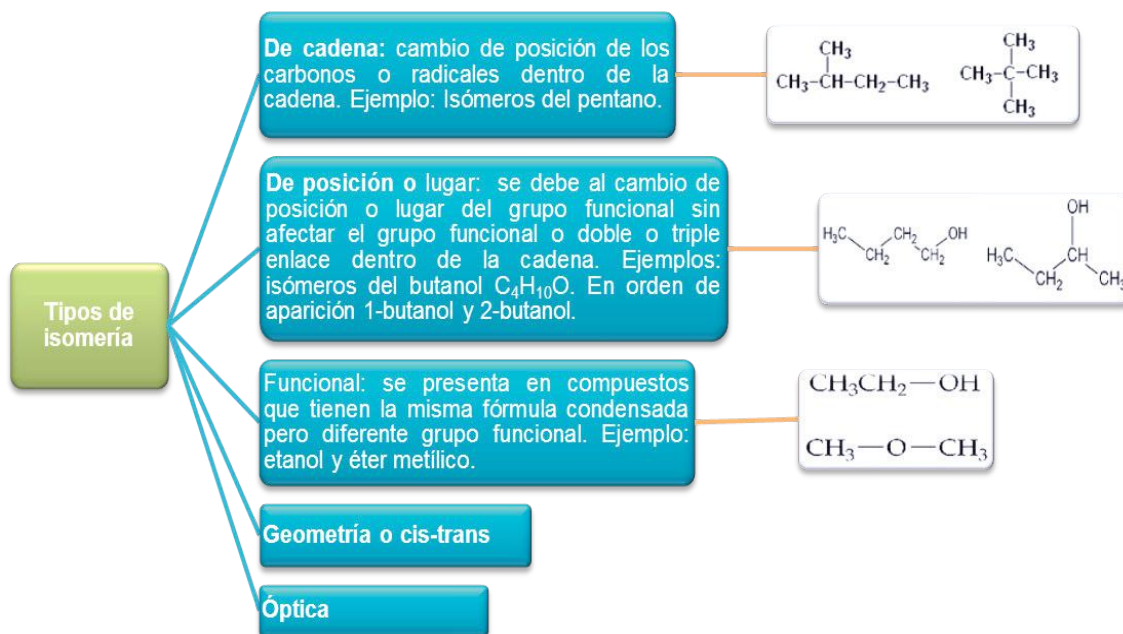 Tipos de
isomería
De cadena: cambio de posición de los
carbonos o radicales dentro de la
cadena. Ejemplo: Isómeros del pentano.
CH3
CH3-CH-CH2-CH3
CH3
CH3-C-CH3
CH3
De posición o lugar: se debe al cambio de
posición o lugar del grupo funcional sin
afectar el grupo funcional o doble o triple
enlace dentro de la cadena. Ejemplos:
isómeros del butanol C4H10O. En orden de
aparición 1-butanol y 2-butanol.
H3C CH2 OH
CH2 CH2
OH
H3C CH
CH2 CH3
Funcional: se presenta en compuestos
que tienen la misma fórmula condensada
pero diferente grupo funcional. Ejemplo:
etanol y éter metílico.
CH3CH2—OH
CH3—O—CH3
Geometría o cis-trans
Óptica